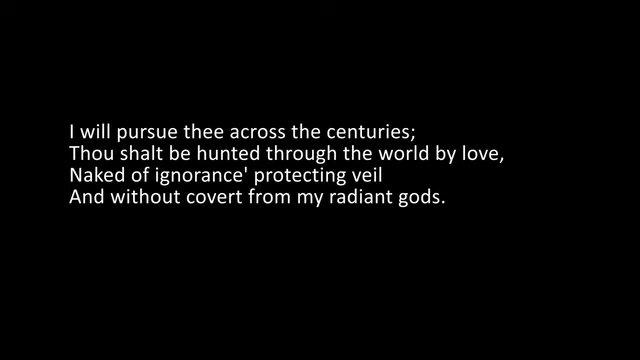 I will pursue thee across the centuries;
Thou shalt be hunted through the world by love,
Naked of ignorance' protecting veil
And without covert from my radiant gods.